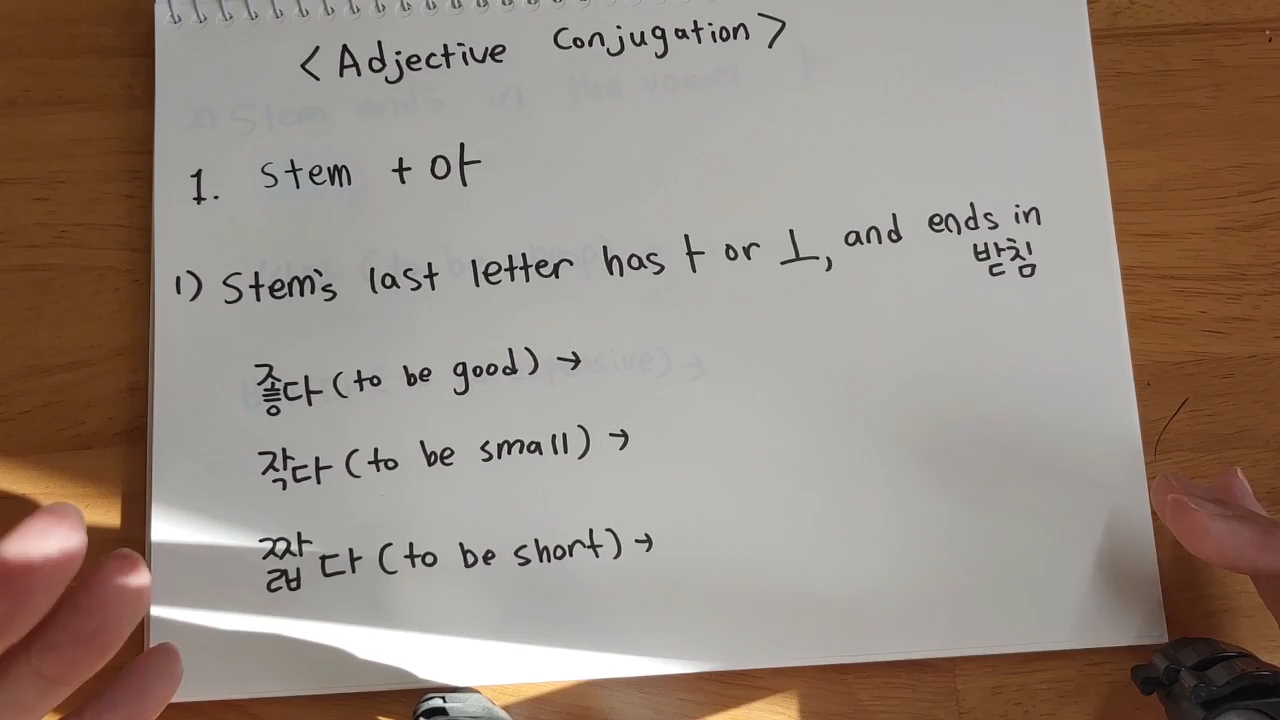 < Adjective Conjugation >
1. Stem + 아
1) Stem's last letter has ㅏ or ㅗ, and ends in
받침
좋다 (to be good) →
작다 (to be small) →
짧다 (to be short) →